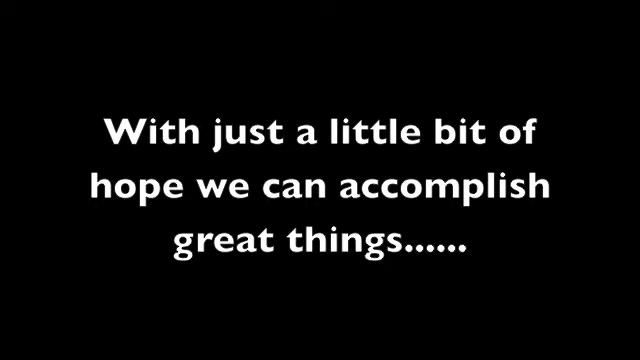 With just a little bit of
hope we can accomplish
great things......